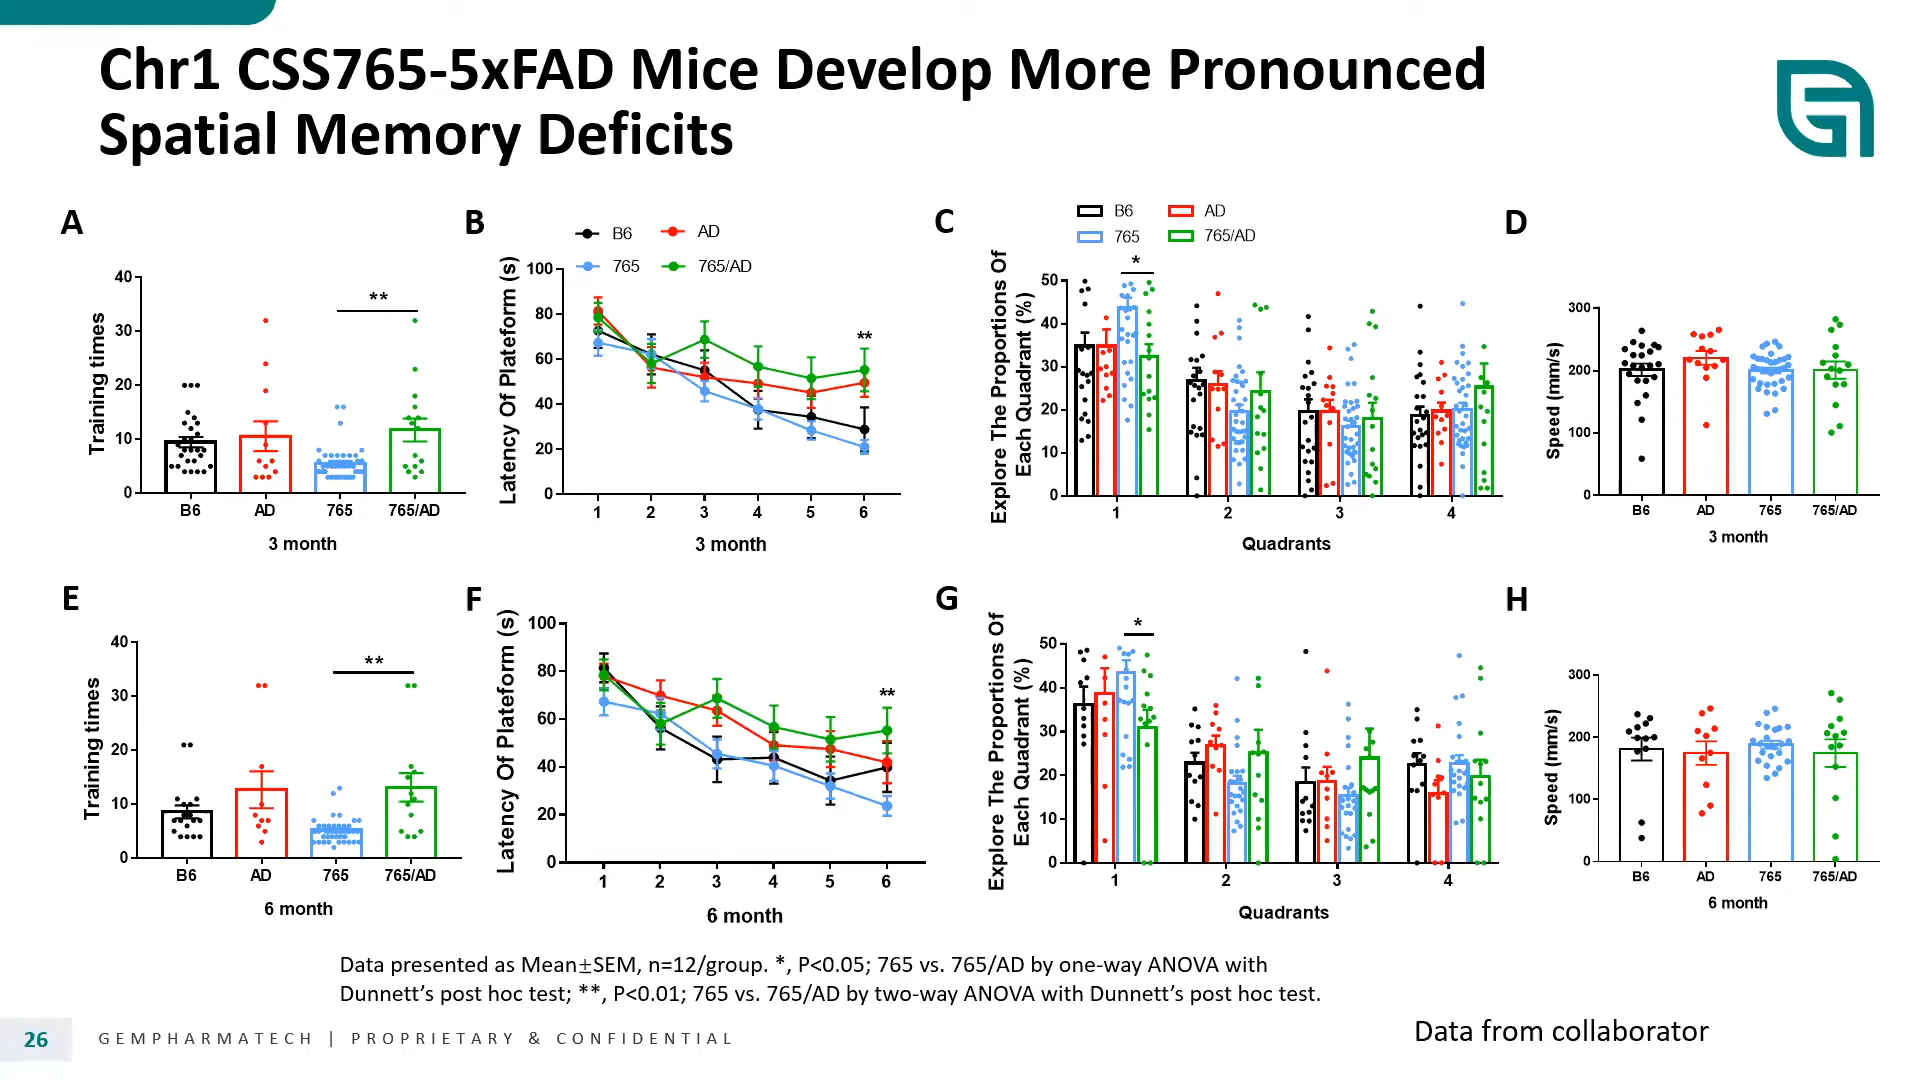 Chr1 CSS765-5xFAD Mice Develop More Pronounced
Spatial Memory Deficits
A
Training times
40
30
20
10
0
**
B6 AD 765 765/AD
3 month
B
B6 AD
765 765/AD
Latency Of Plateform (s)
100
80
60
40
20
0
**
1 2 3 4 5 6
3 month
C
B6 AD
765 765/AD
Explore The Proportions Of
Each Quadrant (%)
50
40
30
20
10
0
*
1 2 3 4
Quadrants
D
Speed (mm/s)
300
200
100
0
B6 AD 765 765/AD
3 month
E
Training times
40
30
20
10
0
**
B6 AD 765 765/AD
6 month
F
Latency Of Plateform (s)
100
80
60
40
20
0
**
1 2 3 4 5 6
6 month
G
Explore The Proportions Of
Each Quadrant (%)
50
40
30
20
10
0
*
1 2 3 4
Quadrants
H
Speed (mm/s)
300
200
100
0
B6 AD 765 765/AD
6 month
Data presented as Mean±SEM, n=12/group. *, P<0.05; 765 vs. 765/AD by one-way ANOVA with
Dunnett’s post hoc test; **, P<0.01; 765 vs. 765/AD by two-way ANOVA with Dunnett’s post hoc test.
26
GEMPHARMATECH | PROPRIETARY & CONFIDENTIAL
Data from collaborator